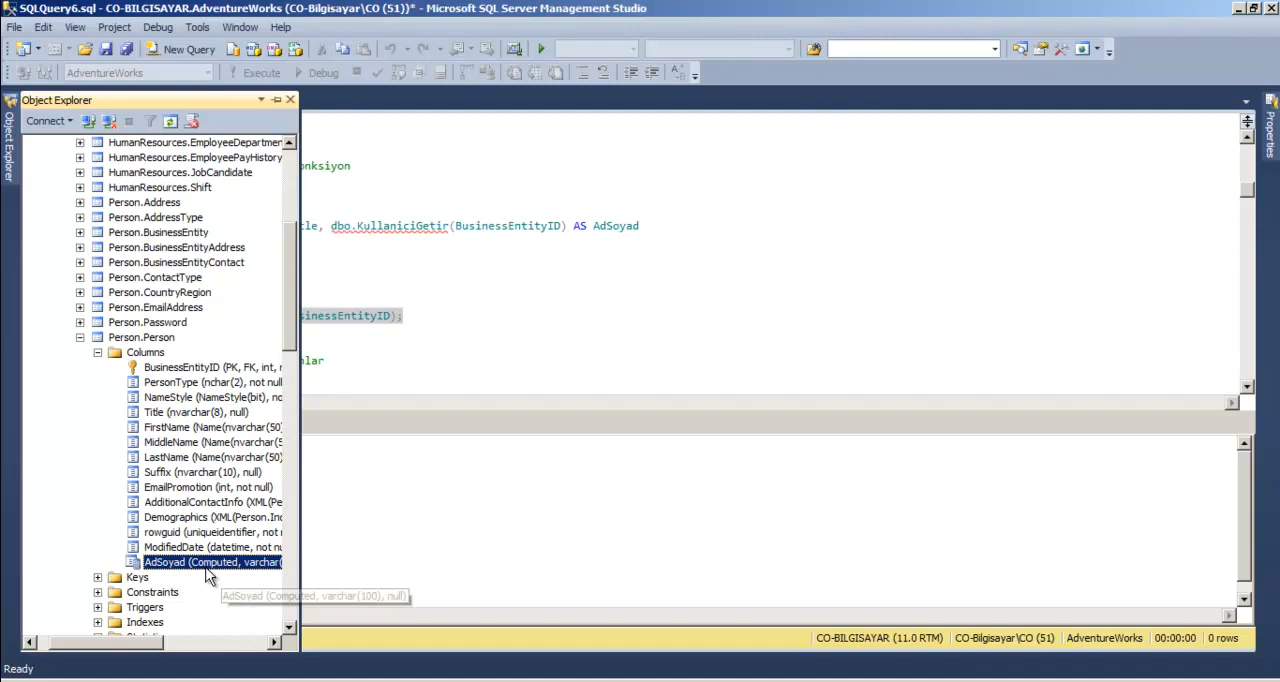 SQLQuery6.sql - CO-BILGISAYAR.AdventureWorks (CO-Bilgisayar\CO (51))* - Microsoft SQL Server Management Studio
File Edit View Project Debug Tools Window Help
New Query
AdventureWorks Execute Debug
Object Explorer
Object Explorer
Properties
Connect
HumanResources.EmployeeDepartmen
HumanResources.EmployeePayHistory
HumanResources.JobCandidate
HumanResources.Shift
Person.Address
Person.AddressType
Person.BusinessEntity
Person.BusinessEntityAddress
Person.BusinessEntityContact
Person.ContactType
Person.CountryRegion
Person.EmailAddress
Person.Password
Person.Person
Columns
BusinessEntityID (PK, FK, int, n
PersonType (nchar(2), not null
NameStyle (NameStyle(bit), no
Title (nvarchar(8), null)
FirstName (Name(nvarchar(50)
MiddleName (Name(nvarchar(5
LastName (Name(nvarchar(50)
Suffix (nvarchar(10), null)
EmailPromotion (int, not null)
AdditionalContactInfo (XML(Pe
Demographics (XML(Person.Ind
rowguid (uniqueidentifier, not n
ModifiedDate (datetime, not nu
AdSoyad (Computed, varchar(
Keys
Constraints
Triggers
Indexes
AdSoyad (Computed, varchar(100), null)
onksiyon
tle, dbo.KullaniciGetir(BusinessEntityID) AS AdSoyad
sinessEntityID);
lar
CO-BILGISAYAR (11.0 RTM) CO-Bilgisayar\CO (51) AdventureWorks 00:00:00 0 rows
Ready